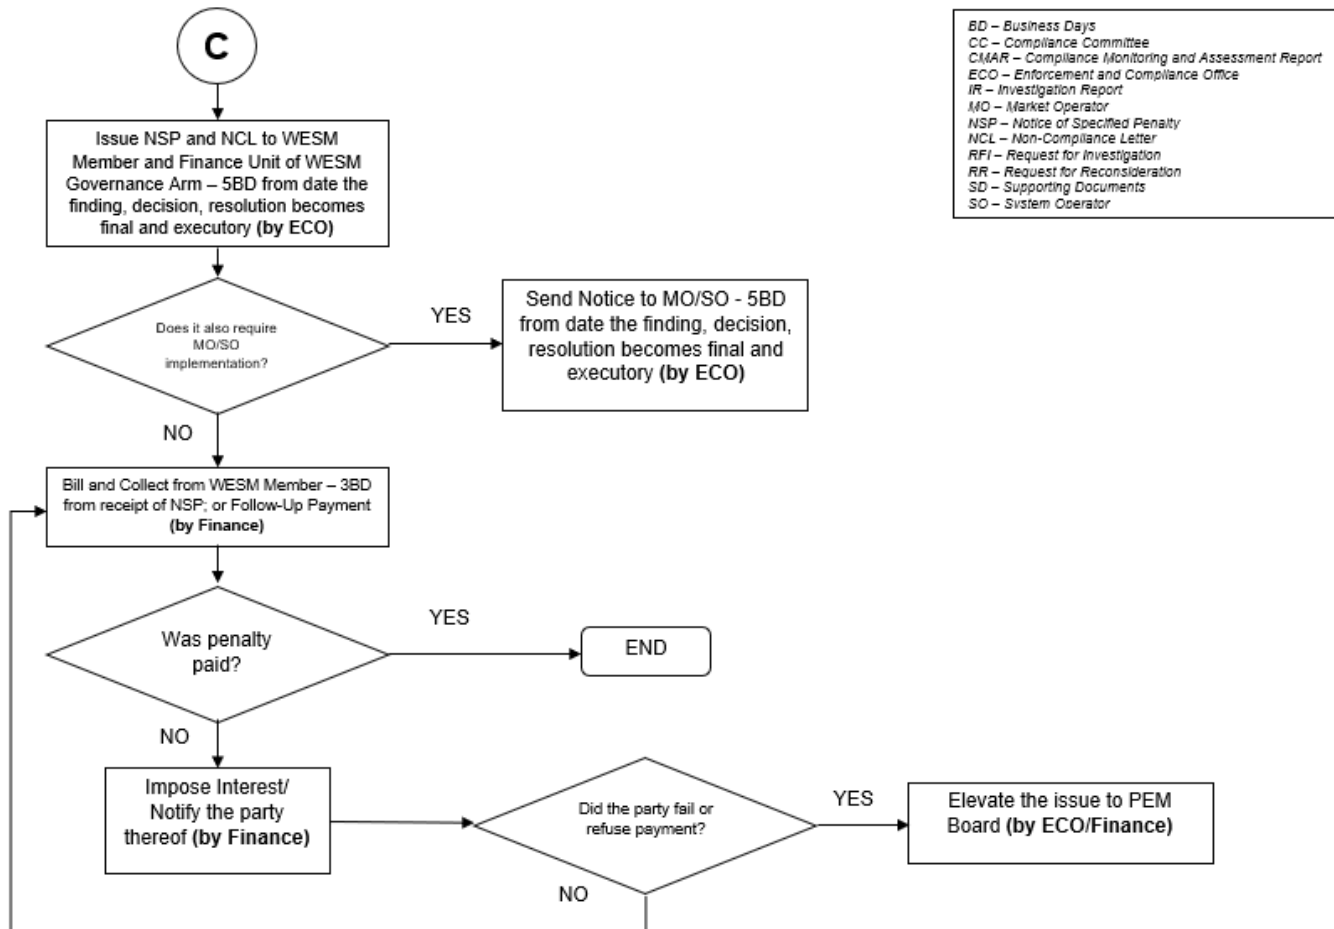 C
BD – Business Days
CC – Compliance Committee
CMAR – Compliance Monitoring and Assessment Report
ECO – Enforcement and Compliance Office
IR – Investigation Report
MO – Market Operator
NSP – Notice of Specified Penalty
NCL – Non-Compliance Letter
RFI – Request for Investigation
RR – Request for Reconsideration
SD – Supporting Documents
SO – System Operator
Issue NSP and NCL to WESM
Member and Finance Unit of WESM
Governance Arm – 5BD from date the
finding, decision, resolution becomes
final and executory (by ECO)
Does it also require
MO/SO
implementation?
YES
Send Notice to MO/SO - 5BD
from date the finding, decision,
resolution becomes final and
executory (by ECO)
NO
Bill and Collect from WESM Member – 3BD
from receipt of NSP; or Follow-Up Payment
(by Finance)
Was penalty
paid?
YES
END
NO
Impose Interest/
Notify the party
thereof (by Finance)
Did the party fail or
refuse payment?
YES
Elevate the issue to PEM
Board (by ECO/Finance)
NO